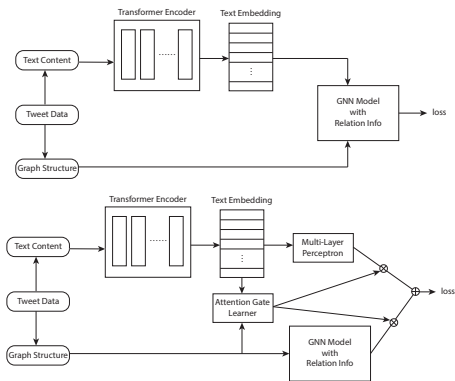 Transformer Encoder
Text Embedding
Text Content
......
⋮
Tweet Data
GNN Model
with
Relation Info
loss
Graph Structure
Transformer Encoder
Text Embedding
Text Content
......
⋮
Multi-Layer
Perceptron
Tweet Data
Attention Gate
Learner
loss
Graph Structure
GNN Model
with
Relation Info